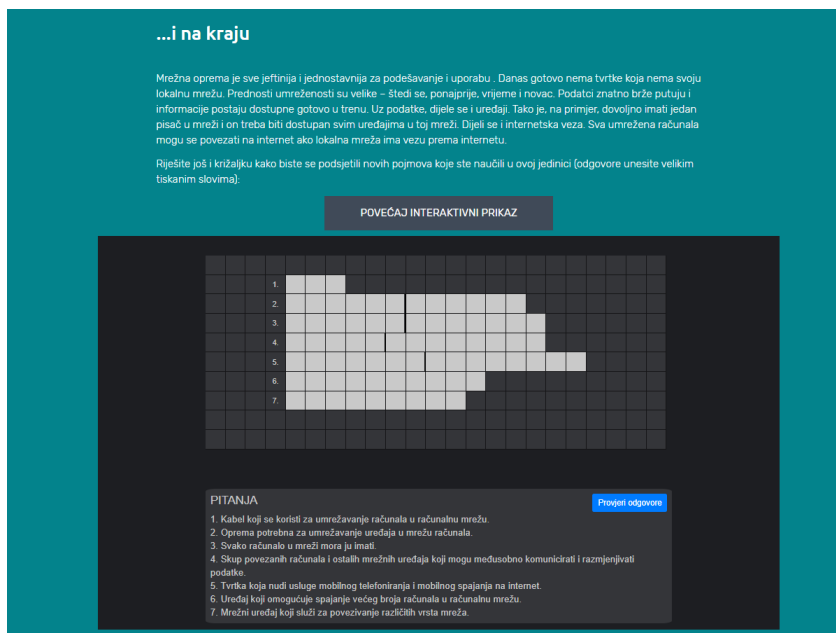 ...i na kraju
Mrežna oprema je sve jeftinija i jednostavnija za podešavanje i uporabu . Danas gotovo nema tvrtke koja nema svoju
lokalnu mrežu. Prednosti umreženosti su velike – štedi se, ponajprije, vrijeme i novac. Podatci znatno brže putuju i
informacije postaju dostupne gotovo u trenu. Uz podatke, dijele se i uređaji. Tako je, na primjer, dovoljno imati jedan
pisač u mreži i on treba biti dostupan svim uređajima u toj mreži. Dijeli se i internetska veza. Sva umrežena računala
mogu se povezati na internet ako lokalna mreža ima vezu prema internetu.
Riješite još i križaljku kako biste se podsjetili novih pojmova koje ste naučili u ovoj jedinici (odgovore unesite velikim
tiskanim slovima):
POVEĆAJ INTERAKTIVNI PRIKAZ
1.
2.
3.
4.
5.
6.
7.
PITANJA
Provjeri odgovore
1. Kabel koji se koristi za umrežavanje računala u računalnu mrežu.
2. Oprema potrebna za umrežavanje uređaja u mrežu računala.
3. Svako računalo u mreži mora ju imati.
4. Skup povezanih računala i ostalih mrežnih uređaja koji mogu međusobno komunicirati i razmjenjivati
podatke.
5. Tvrtka koja nudi usluge mobilnog telefoniranja i mobilnog spajanja na internet.
6. Uređaj koji omogućuje spajanje većeg broja računala u računalnu mrežu.
7. Mrežni uređaj koji služi za povezivanje različitih vrsta mreža.